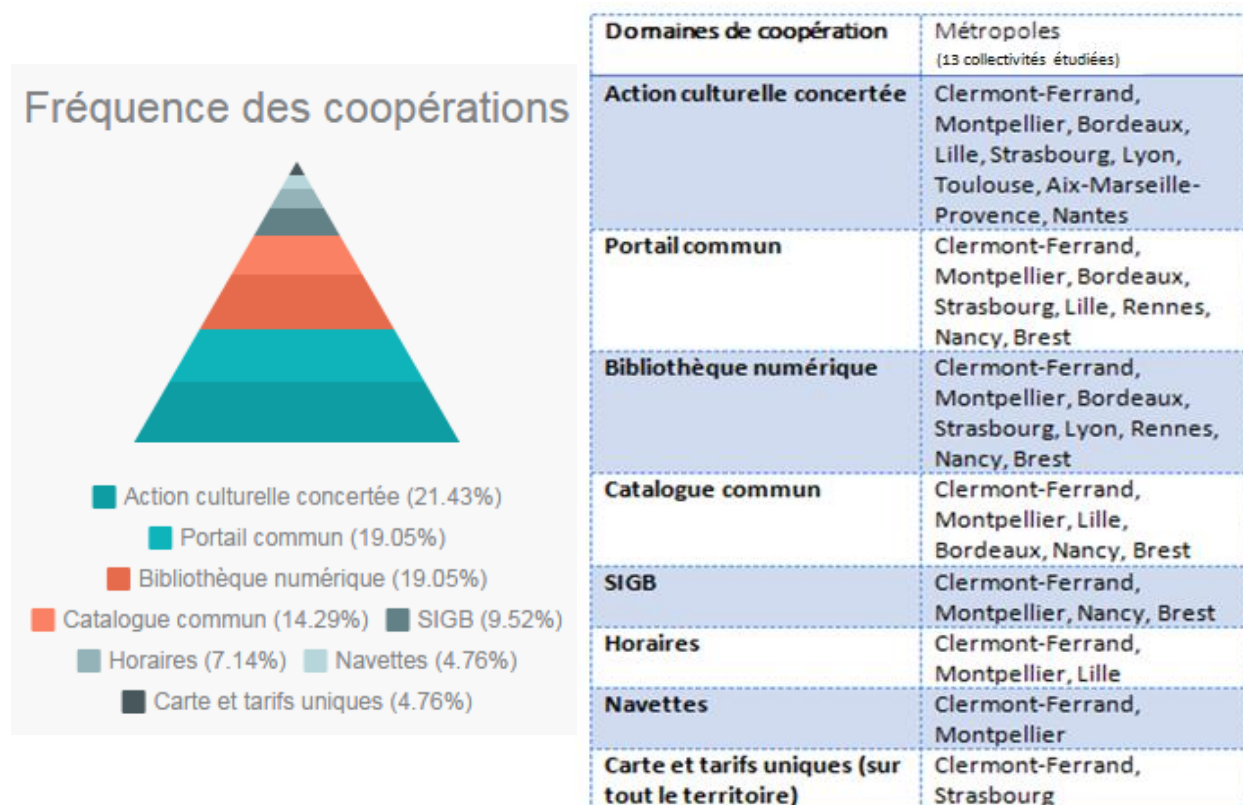 Fréquence des coopérations
Action culturelle concertée (21.43%)
Portail commun (19.05%)
Bibliothèque numérique (19.05%)
Catalogue commun (14.29%) SIGB (9.52%)
Horaires (7.14%) Navettes (4.76%)
Carte et tarifs uniques (4.76%)
Domaines de coopération Métropoles
(13 collectivités étudiées)
Action culturelle concertée Clermont-Ferrand,
Montpellier, Bordeaux,
Lille, Strasbourg, Lyon,
Toulouse, Aix-Marseille-
Provence, Nantes
Portail commun Clermont-Ferrand,
Montpellier, Bordeaux,
Strasbourg, Lille, Rennes,
Nancy, Brest
Bibliothèque numérique Clermont-Ferrand,
Montpellier, Bordeaux,
Strasbourg, Lyon, Rennes,
Nancy, Brest
Catalogue commun Clermont-Ferrand,
Montpellier, Lille,
Bordeaux, Nancy, Brest
SIGB Clermont-Ferrand,
Montpellier, Nancy, Brest
Horaires Clermont-Ferrand,
Montpellier, Lille
Navettes Clermont-Ferrand,
Montpellier
Carte et tarifs uniques (sur Clermont-Ferrand,
tout le territoire) Strasbourg